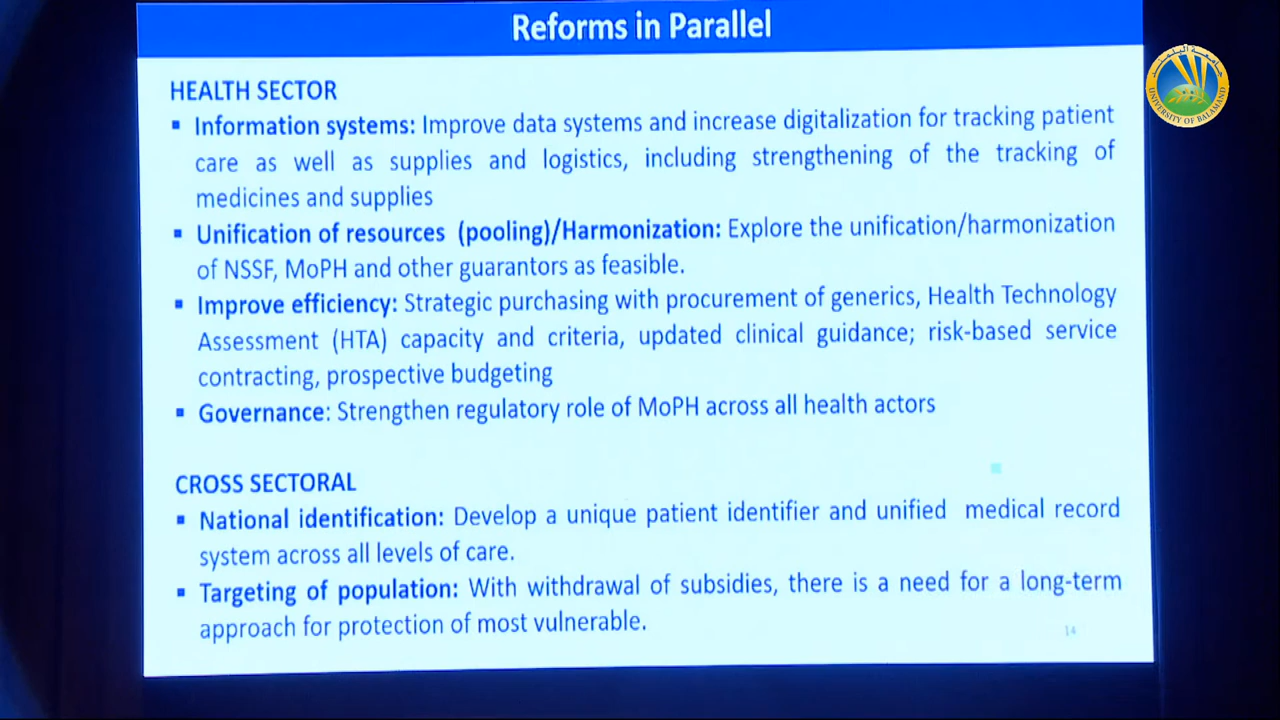 Reforms in Parallel
HEALTH SECTOR
▪ Information systems: Improve data systems and increase digitalization for tracking patient
care as well as supplies and logistics, including strengthening of the tracking of
medicines and supplies
▪ Unification of resources (pooling)/Harmonization: Explore the unification/harmonization
of NSSF, MoPH and other guarantors as feasible.
▪ Improve efficiency: Strategic purchasing with procurement of generics, Health Technology
Assessment (HTA) capacity and criteria, updated clinical guidance; risk-based service
contracting, prospective budgeting
▪ Governance: Strengthen regulatory role of MoPH across all health actors
CROSS SECTORAL
▪ National identification: Develop a unique patient identifier and unified medical record
system across all levels of care.
▪ Targeting of population: With withdrawal of subsidies, there is a need for a long-term
approach for protection of most vulnerable.
14
جامعة البلمند
UNIVERSITY OF BALAMAND